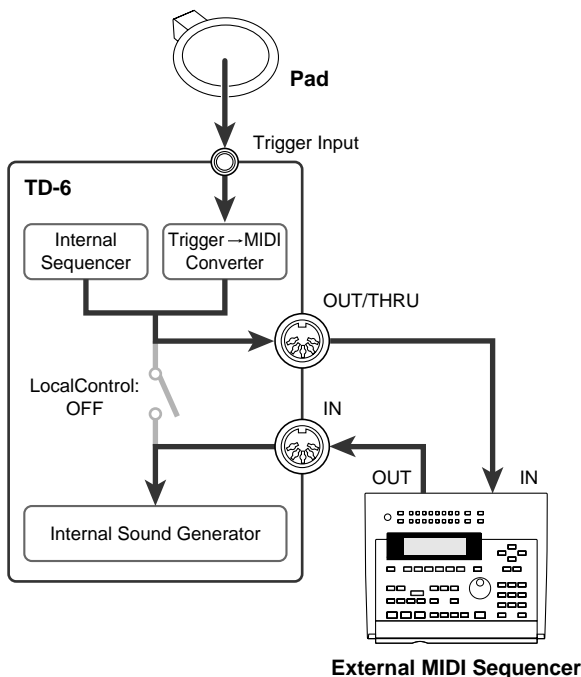 Pad
Trigger Input
TD-6
Internal
Sequencer
Trigger→MIDI
Converter
OUT/THRU
LocalControl:
OFF
IN
OUT
IN
Internal Sound Generator
External MIDI Sequencer